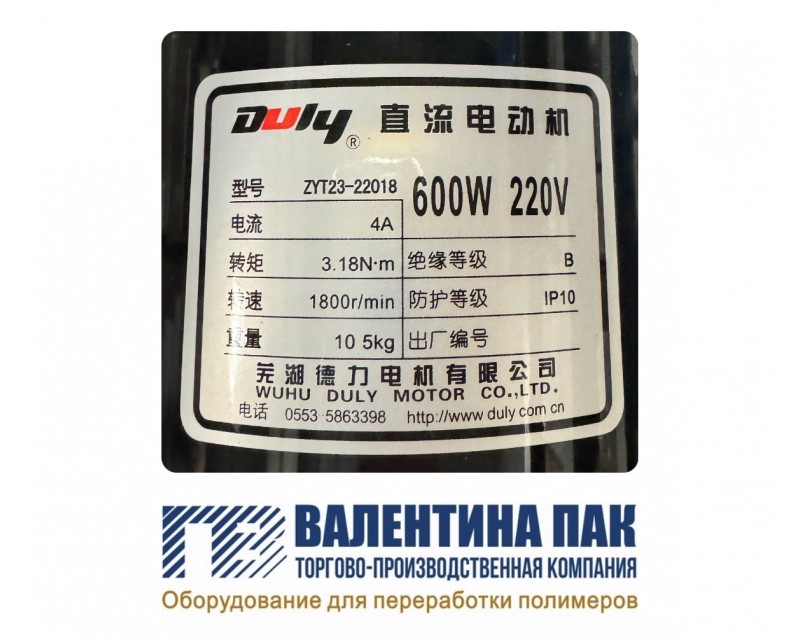 Duly® 直流电动机
型号 ZYT23-22018 600W 220V
电流 4A
转矩 3.18N·m 绝缘等级 B
转速 1800r/min 防护等级 IP10
重量 10 5kg 出厂编号
芜湖德力电机有限公司
WUHU DULY MOTOR CO.,LTD.
电话 0553 5863398 http://www.duly.com.cn
ПВ ВАЛЕНТИНА ПАК
ТОРГОВО-ПРОИЗВОДСТВЕННАЯ КОМПАНИЯ
Оборудование для переработки полимеров